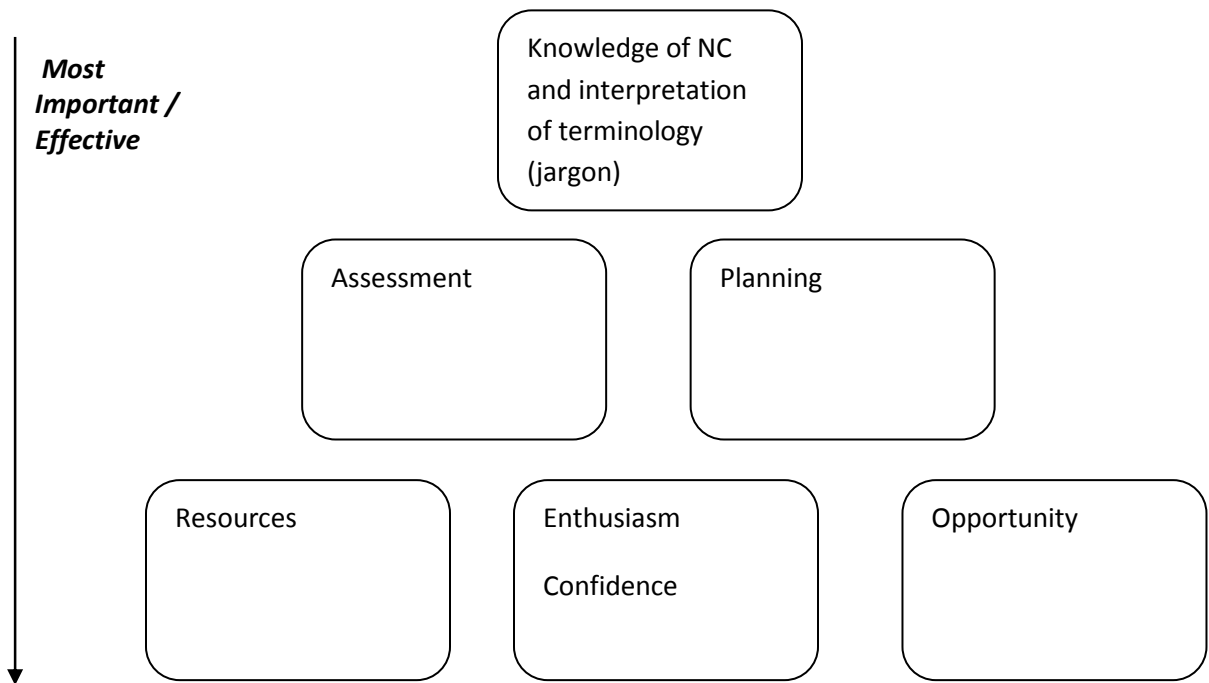 Most
Important /
Effective
Knowledge of NC
and interpretation
of terminology
(jargon)
Assessment
Planning
Resources
Enthusiasm
Confidence
Opportunity